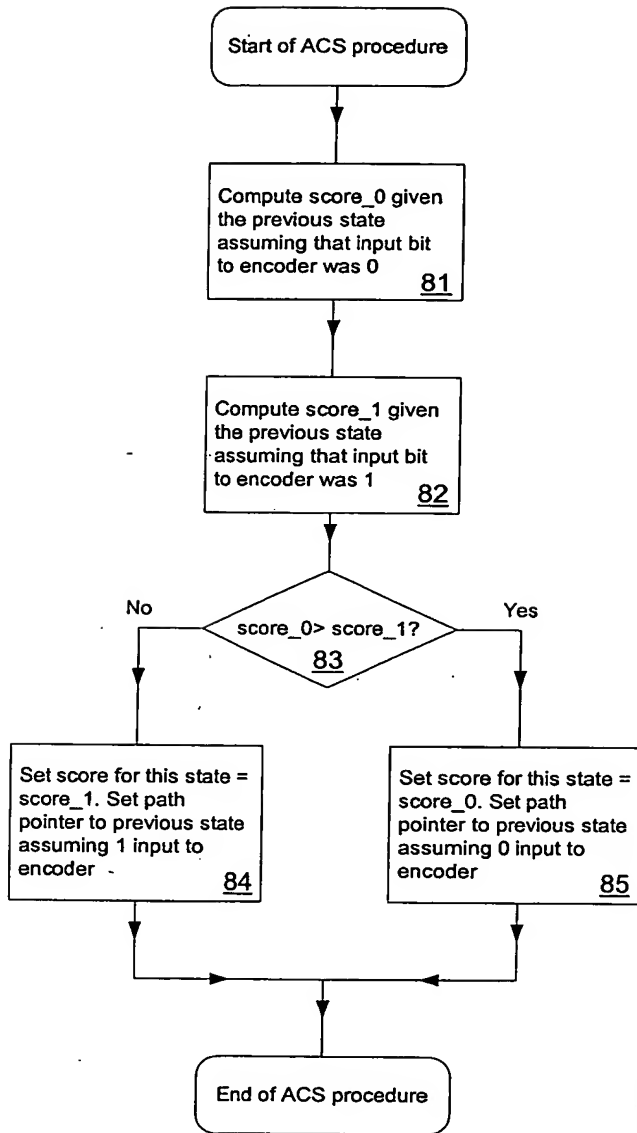 Start of ACS procedure
Compute score_0 given
the previous state
assuming that input bit
to encoder was 0
81
Compute score_1 given
the previous state
assuming that input bit
to encoder was 1
82
No
Yes
score_0> score_1?
83
Set score for this state =
score_1. Set path
pointer to previous state
assuming 1 input to
encoder
84
Set score for this state =
score_0. Set path
pointer to previous state
assuming 0 input to
encoder
85
End of ACS procedure